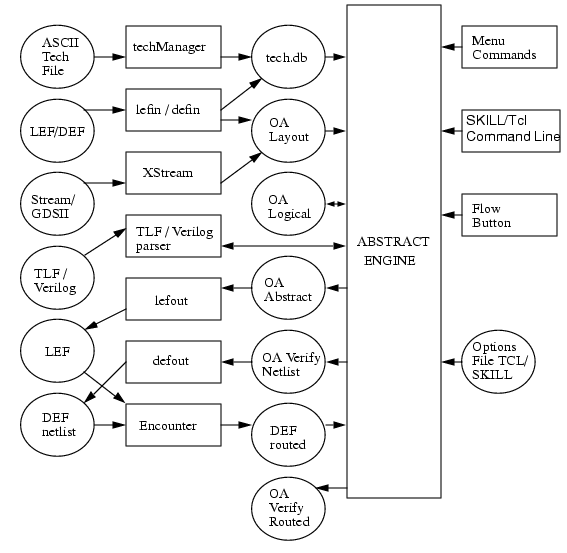 ASCII
Tech
File
techManager
tech.db
Menu
Commands
LEF/DEF
lefin / defin
OA
Layout
SKILL/Tcl
Command Line
Stream/
GDSII
XStream
OA
Logical
Flow
Button
TLF /
Verilog
TLF / Verilog
parser
ABSTRACT
ENGINE
OA
Abstract
lefout
LEF
defout
OA Verify
Netlist
Options
File TCL/
SKILL
DEF
netlist
Encounter
DEF
routed
OA
Verify
Routed